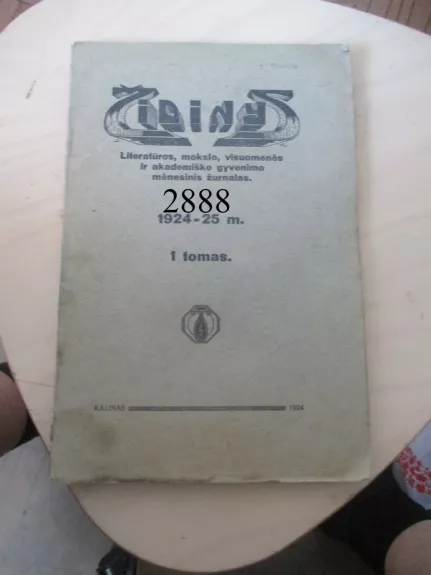 Židinys
Literatūros, mokslo, visuomenės
ir akademiško gyvenimo
mėnesinis žurnalas.
2888
1924-25 m.
1 tomas.
KAUNAS 1924